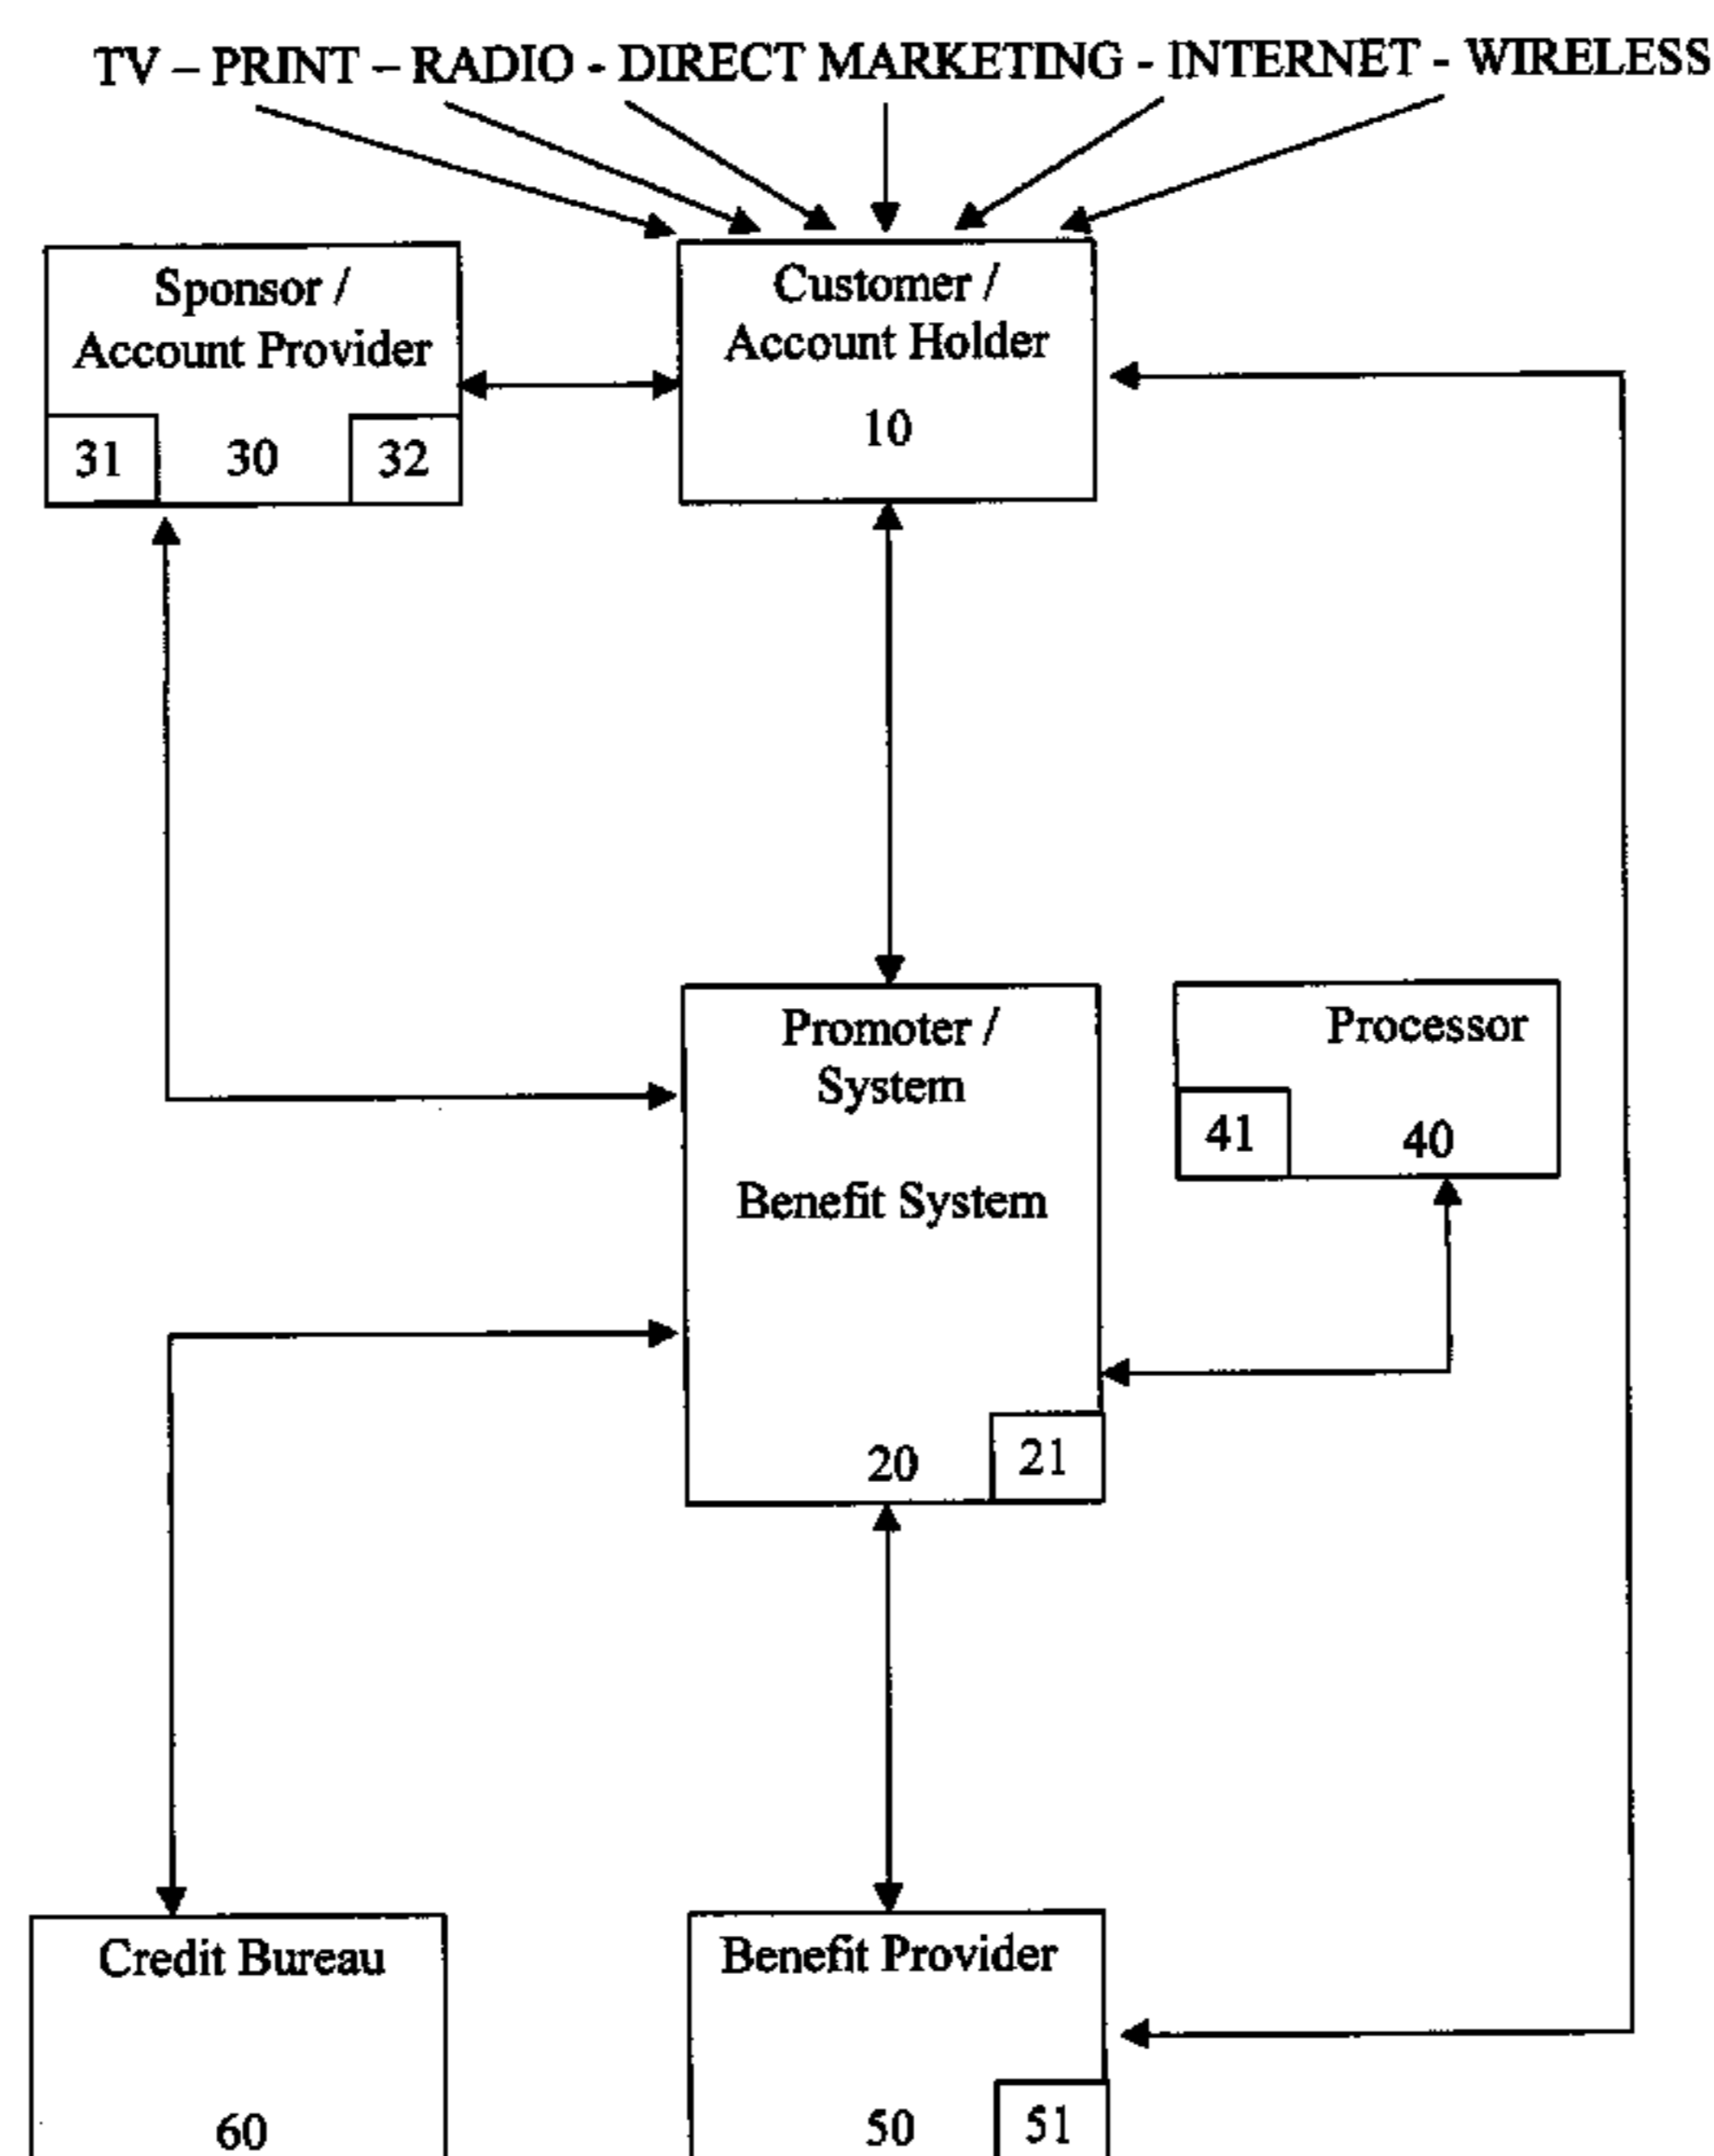 TV – PRINT – RADIO - DIRECT MARKETING - INTERNET - WIRELESS
Sponsor /
Account Provider
31
30
32
Customer /
Account Holder
10
Promoter /
System
Benefit System
20
21
Processor
41
40
Credit Bureau
60
Benefit Provider
50
51